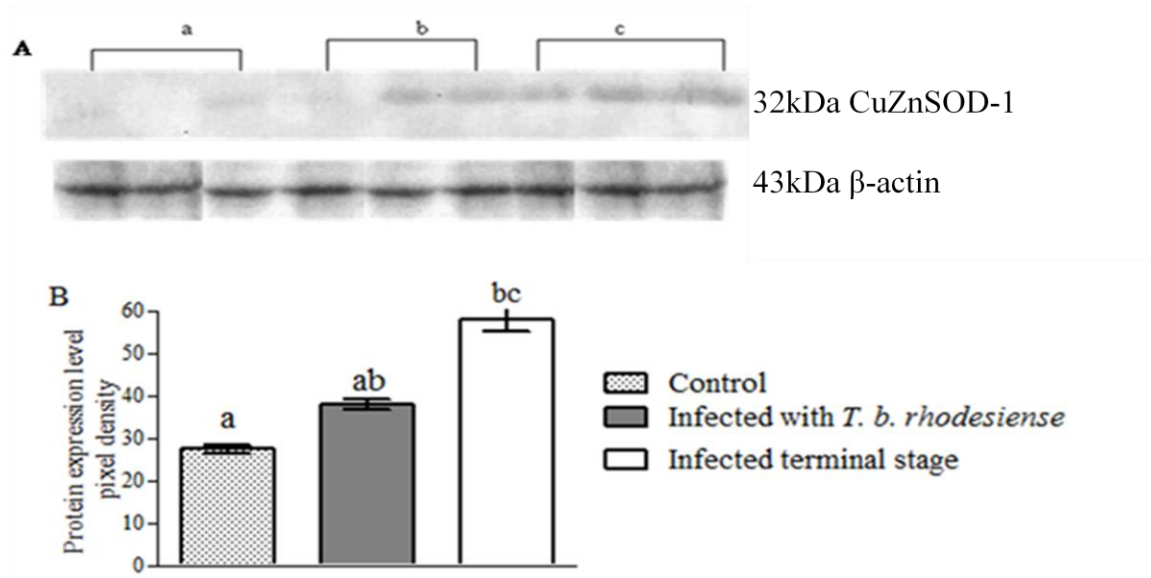 A
a b c
32kDa CuZnSOD-1
43kDa β-actin
B
Protein expression level
pixel density
60
50
40
30
20
10
0
a
ab
bc
Control
Infected with T. b. rhodesiense
Infected terminal stage